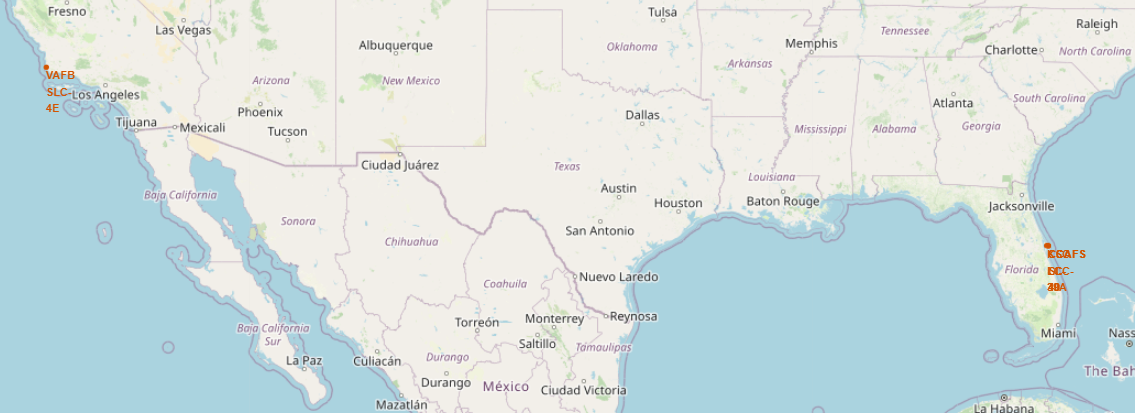 Fresno
Las Vegas
Tulsa
Raleigh
Tennessee
Albuquerque
Oklahoma
Memphis
Charlotte
North Carolina
Arkansas
VAFB
SLC-
4E
Los Angeles
Arizona
New Mexico
Atlanta
South Carolina
Phoenix
Dallas
Tijuana
Mexicali
Tucson
Mississippi
Alabama
Georgia
Ciudad Juárez
Texas
Louisiana
Baja California
Austin
Houston
Baton Rouge
Jacksonville
Sonora
San Antonio
Chihuahua
Florida
Nuevo Laredo
Coahuila
Monterrey
Reynosa
Torreón
Baja California
Sur
Saltillo
Tamaulipas
Miami
Nass
La Paz
Culiacán
Durango
The Bah
Durango
México
Ciudad Victoria
Mazatlán
La Habana